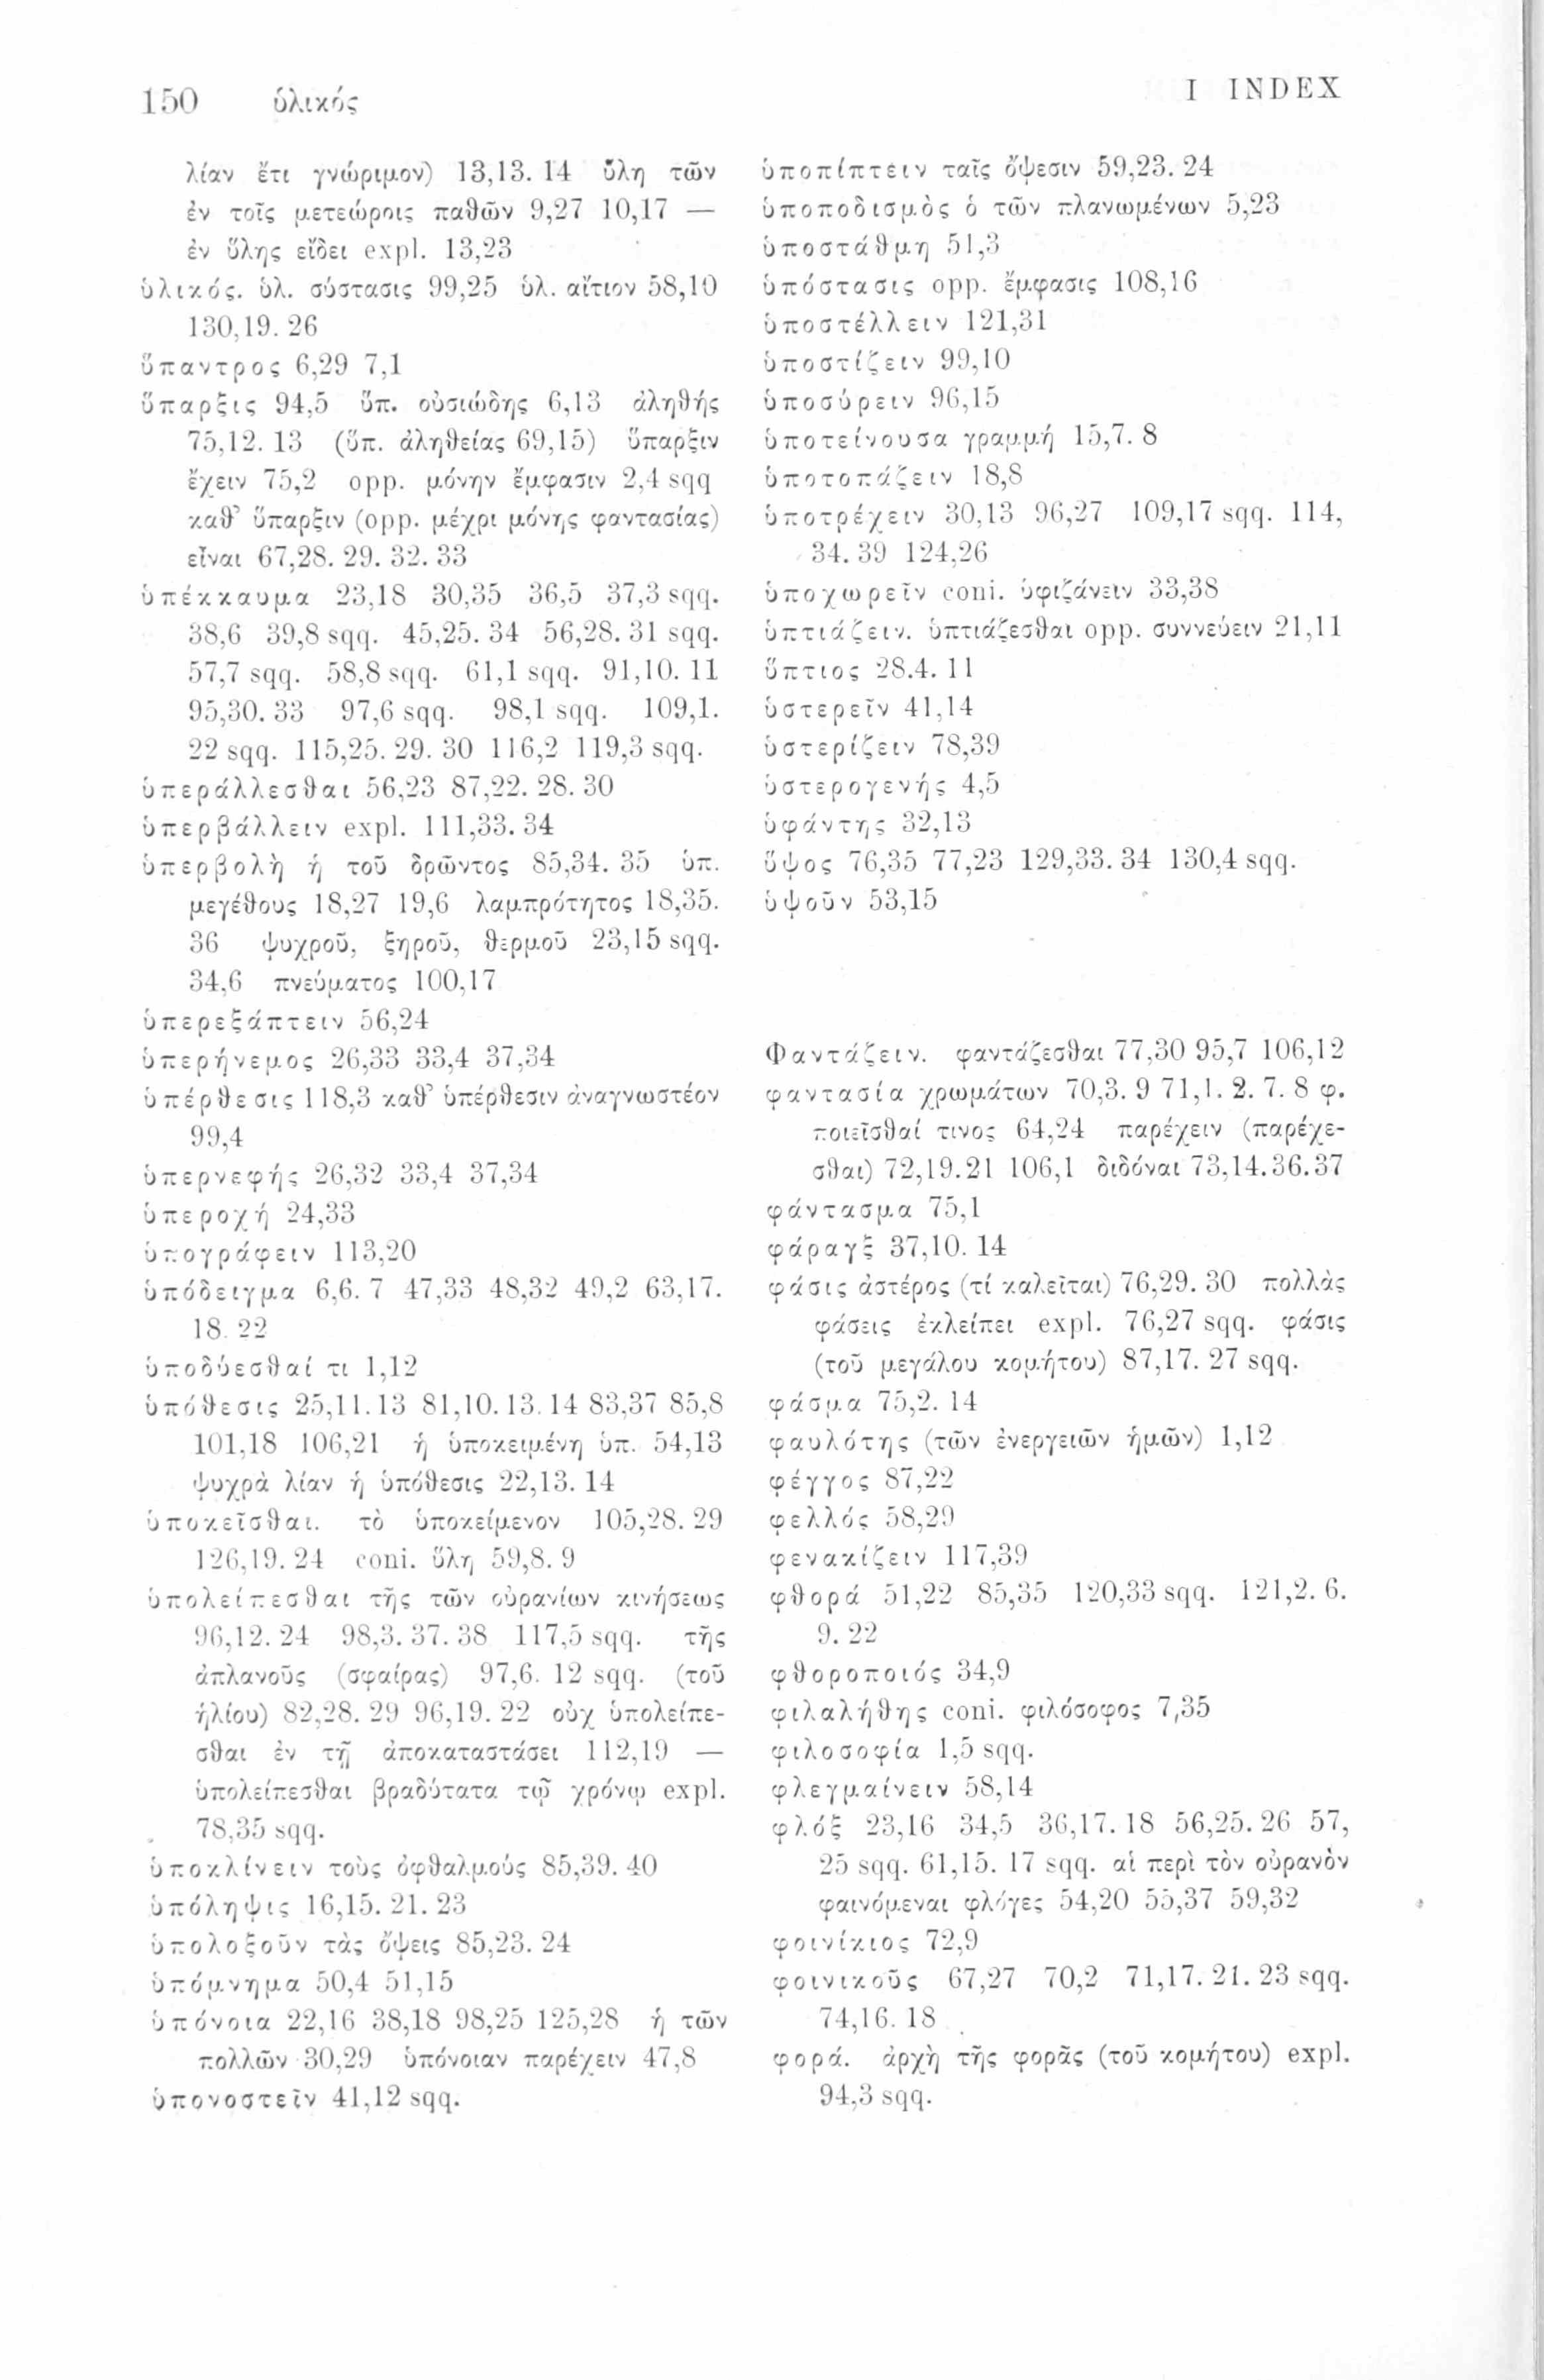 150 ὑλικός
I INDEX
λίαν ἔτι γνώριμον) 13,13. 14 ὕλη τῶν
ἐν τοῖς μετεώροις παθῶν 9,27 10,17 —
ἐν ὕλης εἴδει expl. 13,23
ὑλικός. ὑλ. σύστασις 99,25 ὑλ. αἴτιον 58,10
130,19. 26
ὕπαντρος 6,29 7,1
ὕπαρξις 94,5 ὕπ. οὐσιώδης 6,13 ἀληθής
75,12. 13 (ὕπ. ἀληθείας 69,15) ὕπαρξιν
ἔχειν 75,2 opp. μόνην ἔμφασιν 2,4 sqq
καθ’ ὕπαρξιν (opp. μέχρι μόνης φαντασίας)
εἶναι 67,28. 29. 32. 33
ὑπέκκαυμα 23,18 30,35 36,5 37,3 sqq.
38,6 39,8 sqq. 45,25. 34 56,28. 31 sqq.
57,7 sqq. 58,8 sqq. 61,1 sqq. 91,10. 11
95,30. 33 97,6 sqq. 98,1 sqq. 109,1.
22 sqq. 115,25. 29. 30 116,2 119,3 sqq.
ὑπεράλλεσθαι 56,23 87,22. 28. 30
ὑπερβάλλειν expl. 111,33. 34
ὑπερβολὴ ἡ τοῦ δρῶντος 85,34. 35 ὑπ.
μεγέθους 18,27 19,6 λαμπρότητος 18,35.
36 ψυχροῦ, ξηροῦ, θερμοῦ 23,15 sqq.
34,6 πνεύματος 100,17
ὑπερεξάπτειν 56,24
ὑπερήνεμος 26,33 33,4 37,34
ὑπέρθεσις 118,3 καθ’ ὑπέρθεσιν ἀναγνωστέον
99,4
ὑπερνεφής 26,32 33,4 37,34
ὑπεροχή 24,33
ὑπογράφειν 113,20
ὑπόδειγμα 6,6. 7 47,33 48,32 49,2 63,17.
18. 22
ὑποδύεσθαί τι 1,12
ὑπόθεσις 25,11. 13 81,10. 13. 14 83,37 85,8
101,18 106,21 ἡ ὑποκειμένη ὑπ. 54,13
ψυχρὰ λίαν ἡ ὑπόθεσις 22,13. 14
ὑποκεῖσθαι. τὸ ὑποκείμενον 105,28. 29
126,19. 24 coni. ὕλη 59,8. 9
ὑπολείπεσθαι τῆς τῶν οὐρανίων κινήσεως
96,12. 24 98,3. 37. 38 117,5 sqq. τῆς
ἀπλανοῦς (σφαίρας) 97,6. 12 sqq. (τοῦ
ἡλίου) 82,28. 29 96,19. 22 οὐχ ὑπολείπε-
σθαι ἐν τῇ ἀποκαταστάσει 112,19 —
ὑπολείπεσθαι βραδύτατα τῷ χρόνῳ expl.
78,35 sqq.
ὑποκλίνειν τοὺς ὀφθαλμούς 85,39. 40
ὑπόληψις 16,15. 21. 23
ὑπολοξοῦν τὰς ὄψεις 85,23. 24
ὑπόμνημα 50,4 51,15
ὑπόνοια 22,16 38,18 98,25 125,28 ἡ τῶν
πολλῶν 30,29 ὑπόνοιαν παρέχειν 47,8
ὑπονοστεῖν 41,12 sqq.
ὑποπίπτειν ταῖς ὄψεσιν 59,23. 24
ὑποποδισμὸς ὁ τῶν πλανωμένων 5,23
ὑποστάθμη 51,3
ὑπόστασις opp. ἔμφασις 108,16
ὑποστέλλειν 121,31
ὑποστίζειν 99,10
ὑποσύρειν 96,15
ὑποτείνουσα γραμμή 15,7. 8
ὑποτοπάζειν 18,8
ὑποτρέχειν 30,13 96,27 109,17 sqq. 114,
34. 39 124,26
ὑποχωρεῖν coni. ὑφιζάνειν 33,38
ὑπτιάζειν. ὑπτιάζεσθαι opp. συννεύειν 21,11
ὕπτιος 28.4. 11
ὑστερεῖν 41,14
ὑστερίζειν 78,39
ὑστερογενής 4,5
ὑφάντης 32,13
ὕψος 76,35 77,23 129,33. 34 130,4 sqq.
ὑψοῦν 53,15
Φαντάζειν. φαντάζεσθαι 77,30 95,7 106,12
φαντασία χρωμάτων 70,3. 9 71,1. 2. 7. 8 φ.
ποιεῖσθαί τινος 64,24 παρέχειν (παρέχε-
σθαι) 72,19. 21 106,1 διδόναι 73,14. 36. 37
φάντασμα 75,1
φάραγξ 37,10. 14
φάσις ἀστέρος (τί καλεῖται) 76,29. 30 πολλὰς
φάσεις ἐκλείπει expl. 76,27 sqq. φάσις
(τοῦ μεγάλου κομήτου) 87,17. 27 sqq.
φάσμα 75,2. 14
φαυλότης (τῶν ἐνεργειῶν ἡμῶν) 1,12
φέγγος 87,22
φελλός 58,29
φενακίζειν 117,39
φθορά 51,22 85,35 120,33 sqq. 121,2. 6.
9. 22
φθοροποιός 34,9
φιλαλήθης coni. φιλόσοφος 7,35
φιλοσοφία 1,5 sqq.
φλεγμαίνειν 58,14
φλόξ 23,16 34,5 36,17. 18 56,25. 26 57,
25 sqq. 61,15. 17 sqq. αἱ περὶ τὸν οὐρανὸν
φαινόμεναι φλόγες 54,20 55,37 59,32
φοινίκιος 72,9
φοινικοῦς 67,27 70,2 71,17. 21. 23 sqq.
74,16. 18
φορά. ἀρχὴ τῆς φορᾶς (τοῦ κομήτου) expl.
94,3 sqq.